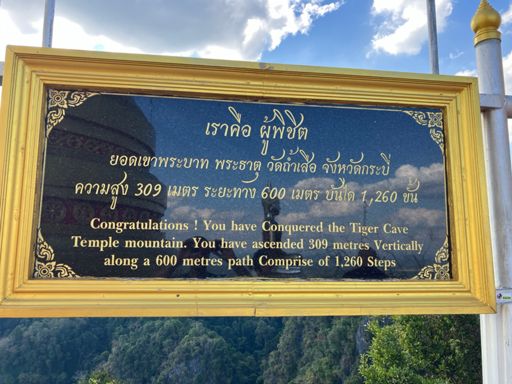 เราคือ ผู้พิชิต
ยอดเขาพระบาท พระธาตุ วัดถ้ำเสือ จังหวัดกระบี่
ความสูง 309 เมตร ระยะทาง 600 เมตร บันได 1,260 ขั้น
Congratulations ! You have Conquered the Tiger Cave
Temple mountain. You have ascended 309 metres Vertically
along a 600 metres path Comprise of 1,260 Steps